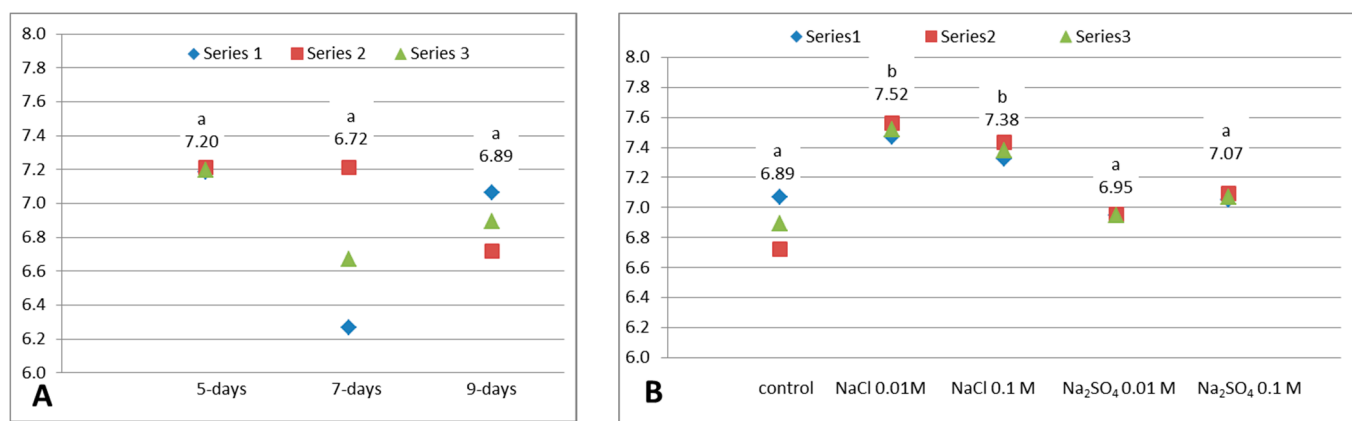 8.0
7.8
7.6
7.4
7.2
7.0
6.8
6.6
6.4
6.2
6.0
Series 1 Series 2 Series 3
a
7.20
a
6.72
a
6.89
5-days 7-days 9-days
A
8.0
7.8
7.6
7.4
7.2
7.0
6.8
6.6
6.4
6.2
6.0
Series1 Series2 Series3
a
6.89
b
7.52
b
7.38
a
6.95
a
7.07
control NaCl 0.01M NaCl 0.1 M Na₂SO₄ 0.01 M Na₂SO₄ 0.1 M
B